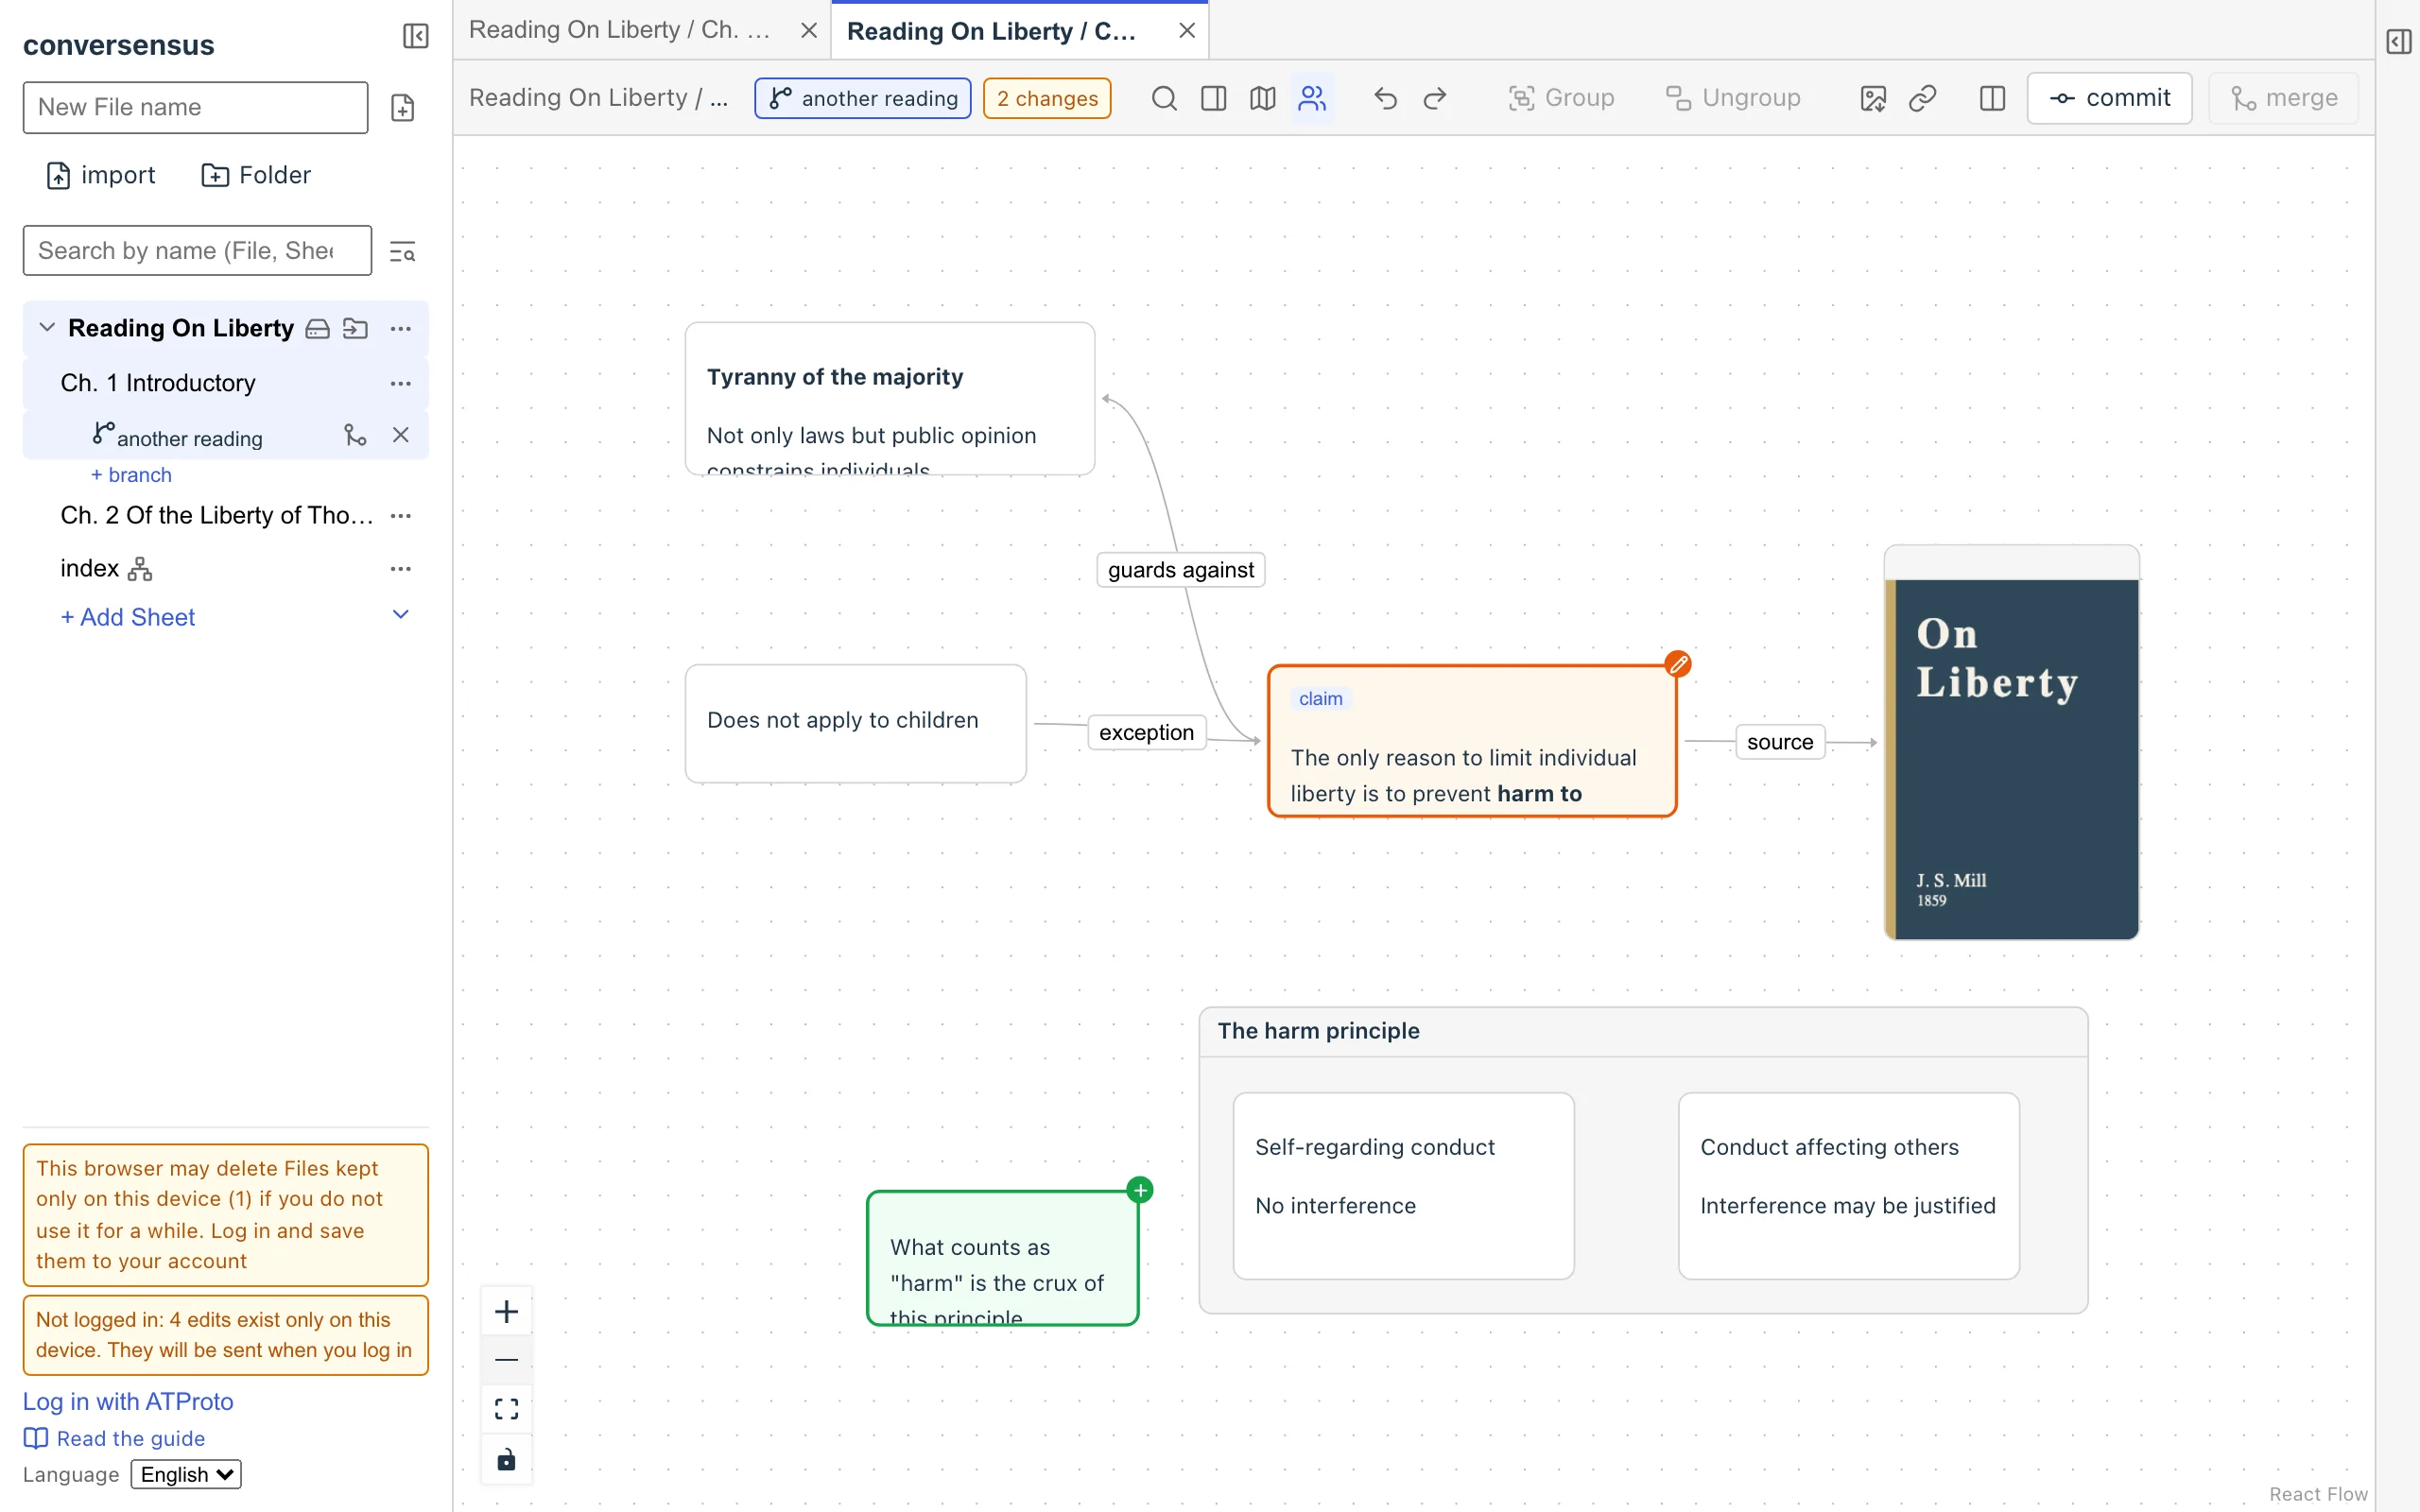 conversensus
New File name
import
Folder
Search by name (File, Shee
Reading On Liberty
Ch. 1 Introductory
another reading
+ branch
Ch. 2 Of the Liberty of Tho…
index
+ Add Sheet
This browser may delete Files kept
only on this device (1) if you do not
use it for a while. Log in and save
them to your account
Not logged in: 4 edits exist only on this
device. They will be sent when you log in
Log in with ATProto
Read the guide
Language English
Reading On Liberty / Ch. …
Reading On Liberty / C…
Reading On Liberty / …
another reading
2 changes
Group
Ungroup
commit
merge
Tyranny of the majority
Not only laws but public opinion
constrains individuals
guards against
Does not apply to children
exception
claim
The only reason to limit individual
liberty is to prevent harm to
source
On
Liberty
J. S. Mill
1859
The harm principle
Self-regarding conduct
No interference
Conduct affecting others
Interference may be justified
What counts as
"harm" is the crux of
this principle
React Flow